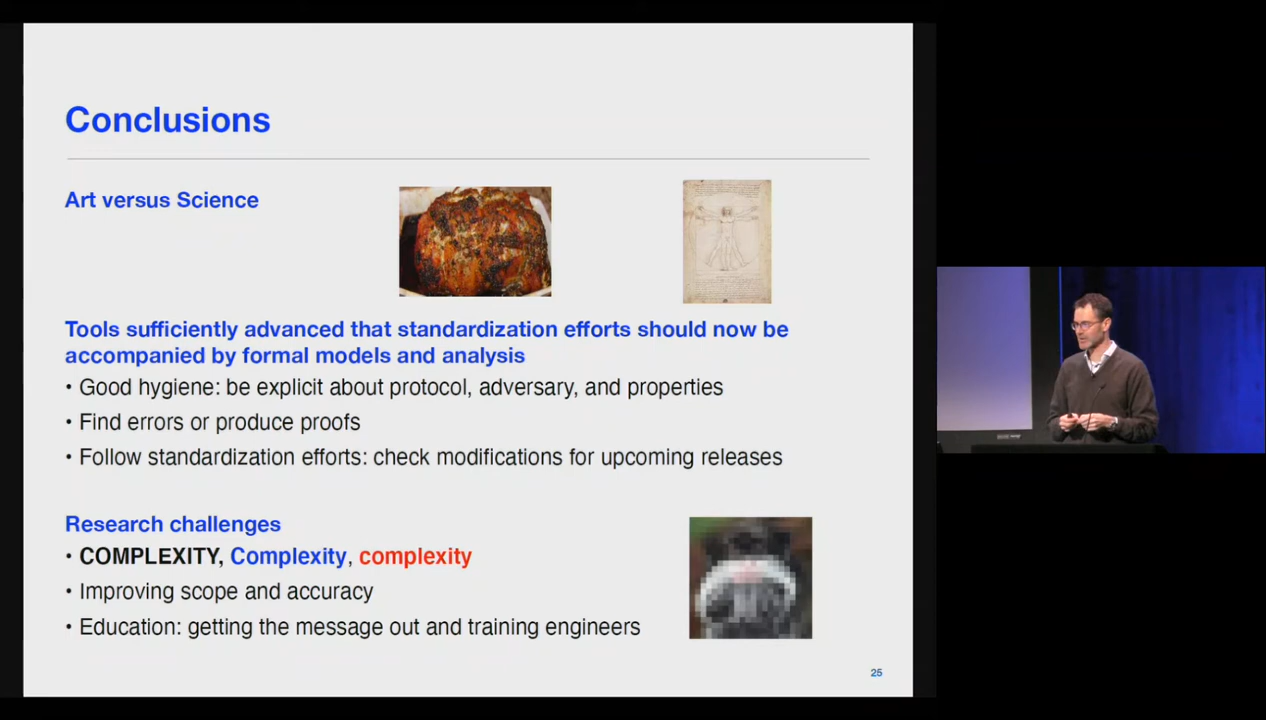 Conclusions
Art versus Science
Tools sufficiently advanced that standardization efforts should now be
accompanied by formal models and analysis
• Good hygiene: be explicit about protocol, adversary, and properties
• Find errors or produce proofs
• Follow standardization efforts: check modifications for upcoming releases
Research challenges
• COMPLEXITY, Complexity, complexity
• Improving scope and accuracy
• Education: getting the message out and training engineers
25